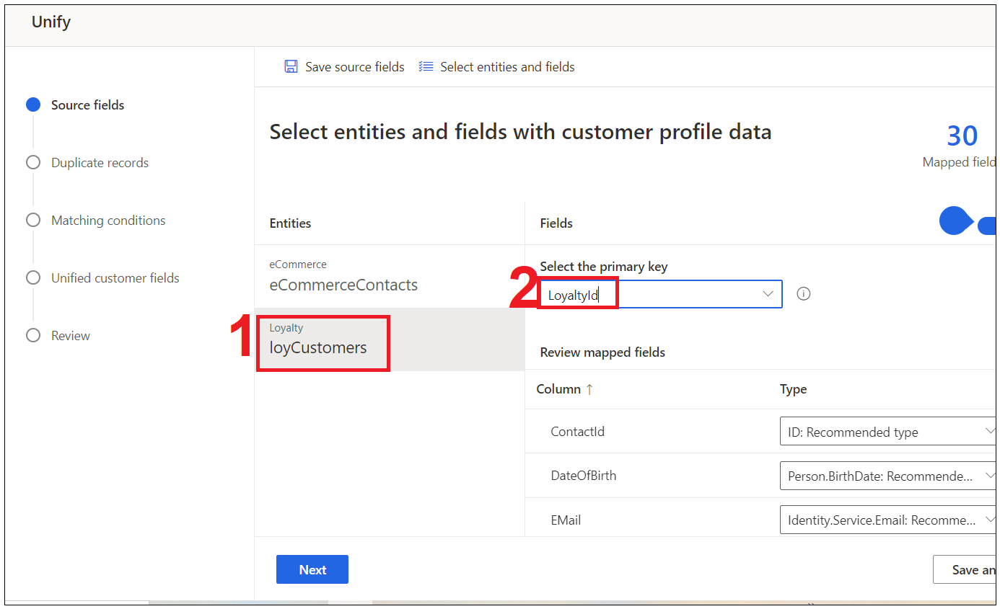 Unify
Save source fields
Select entities and fields
Source fields
Duplicate records
Matching conditions
Unified customer fields
Review
Select entities and fields with customer profile data
30
Mapped field
Entities
Fields
eCommerce
eCommerceContacts
1
Loyalty
loyCustomers
Select the primary key
2
LoyaltyId
Review mapped fields
Column ↑
Type
ContactId
ID: Recommended type
DateOfBirth
Person.BirthDate: Recommende...
EMail
Identity.Service.Email: Recomme...
Next
Save an